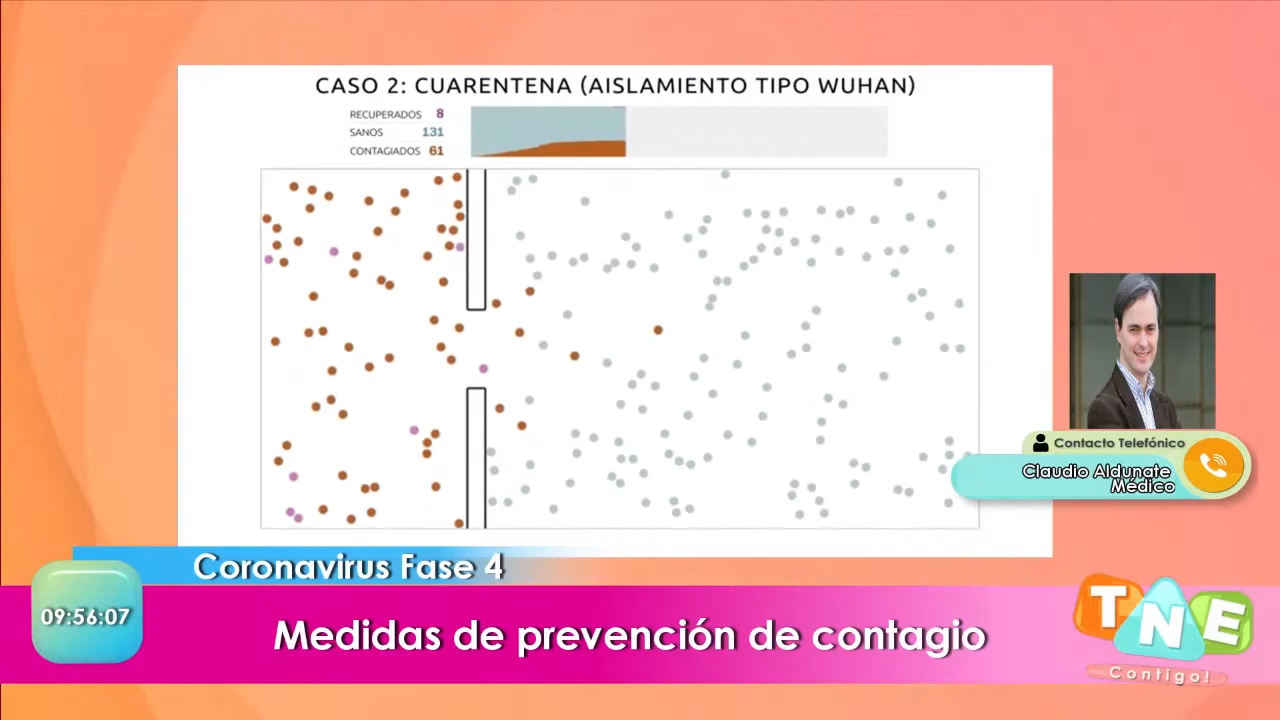 CASO 2: CUARENTENA (AISLAMIENTO TIPO WUHAN)
RECUPERADOS 8
SANOS 131
CONTAGIADOS 61
Contacto Telefónico
Claudio Aldunate
Médico
Coronavirus Fase 4
09:56:07
Medidas de prevención de contagio
TNE
Contigo!